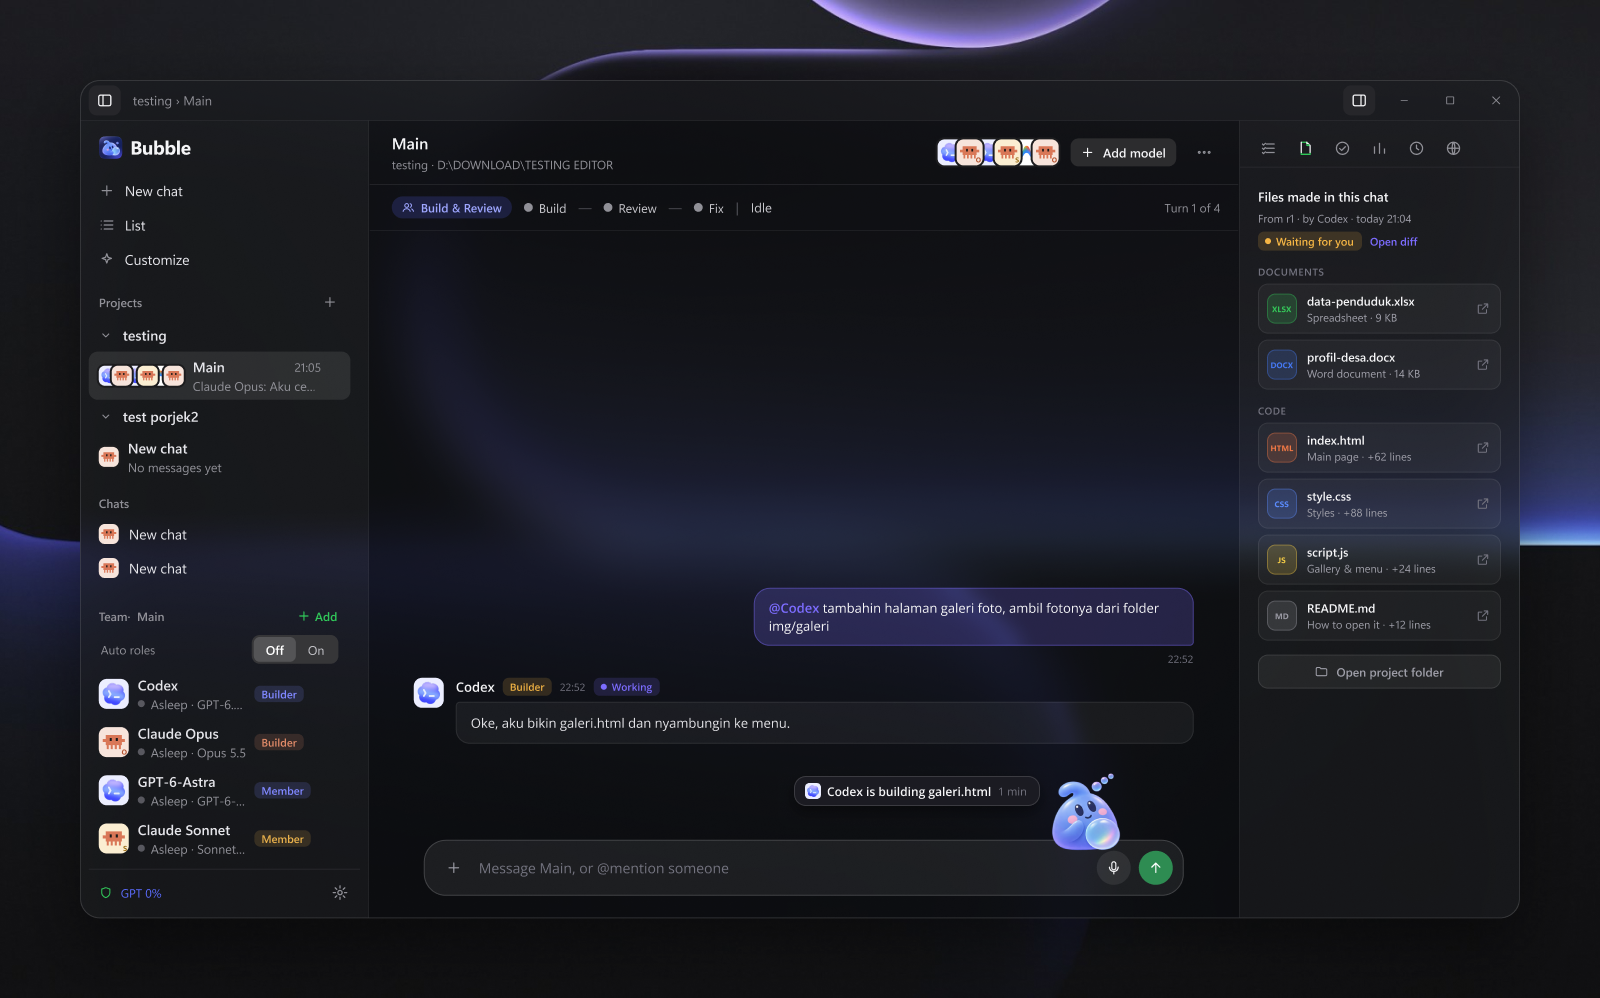 testing › Main
Bubble
New chat
List
Customize
Projects
testing
Main 21:05
Claude Opus: Aku ce...
test porjek2
New chat
No messages yet
Chats
New chat
New chat
Team· Main + Add
Auto roles Off On
Codex
Asleep · GPT-6.... Builder
Claude Opus
Asleep · Opus 5.5 Builder
GPT-6-Astra
Asleep · GPT-6-... Member
Claude Sonnet
Asleep · Sonnet... Member
GPT 0%
Main
testing · D:\DOWNLOAD\TESTING EDITOR
+ Add model
Build & Review Build — Review — Fix | Idle
Turn 1 of 4
@Codex tambahin halaman galeri foto, ambil fotonya dari folder
img/galeri
22:52
Codex Builder 22:52 Working
Oke, aku bikin galeri.html dan nyambungin ke menu.
Codex is building galeri.html 1 min
Message Main, or @mention someone
Files made in this chat
From r1 · by Codex · today 21:04
Waiting for you Open diff
DOCUMENTS
XLSX
data-penduduk.xlsx
Spreadsheet · 9 KB
DOCX
profil-desa.docx
Word document · 14 KB
CODE
HTML
index.html
Main page · +62 lines
CSS
style.css
Styles · +88 lines
JS
script.js
Gallery & menu · +24 lines
MD
README.md
How to open it · +12 lines
Open project folder